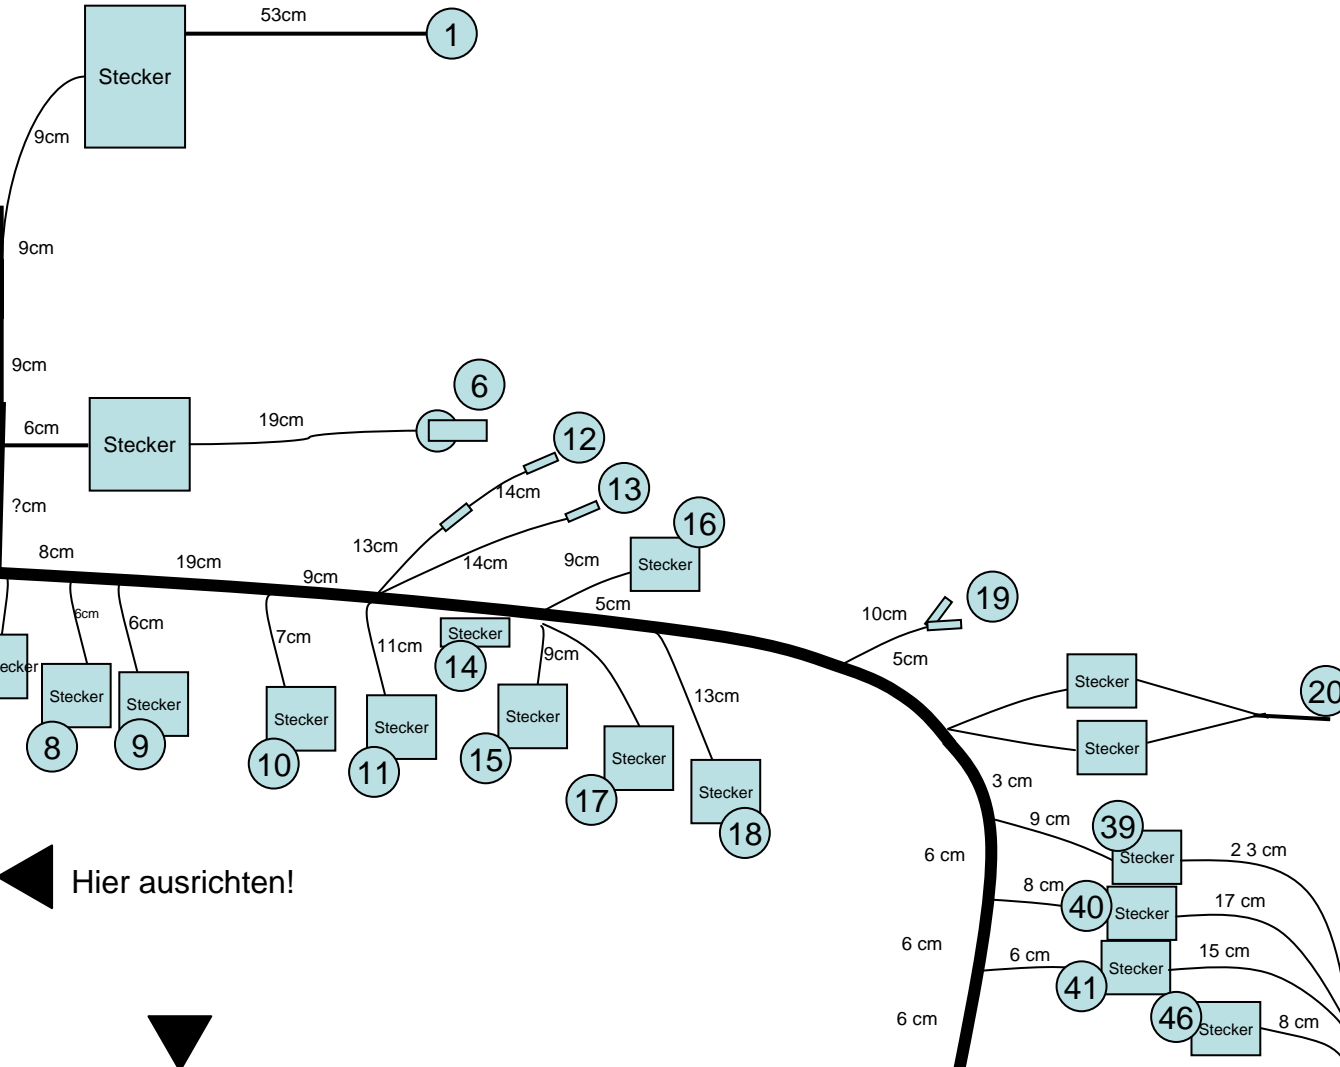 53cm
1
Stecker
9cm
9cm
9cm
6
6cm
Stecker
19cm
12
14cm
13
?cm
16
13cm
8cm
19cm
9cm
14cm
9cm
Stecker
5cm
10cm
19
6cm
6cm
7cm
11cm
Stecker
14
9cm
5cm
ecker
Stecker
8
Stecker
9
Stecker
10
Stecker
11
Stecker
15
Stecker
17
13cm
Stecker
18
Stecker
20
Stecker
3 cm
9 cm
39
Stecker
2 3 cm
6 cm
Hier ausrichten!
8 cm
40
Stecker
17 cm
6 cm
6 cm
41
Stecker
15 cm
6 cm
46
Stecker
8 cm